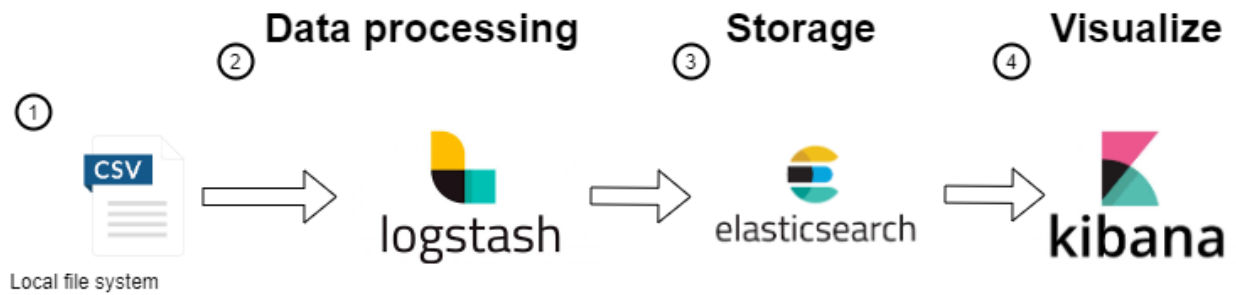 Data processing
Storage
Visualize
1
2
3
4
CSV
logstash
elasticsearch
kibana
Local file system